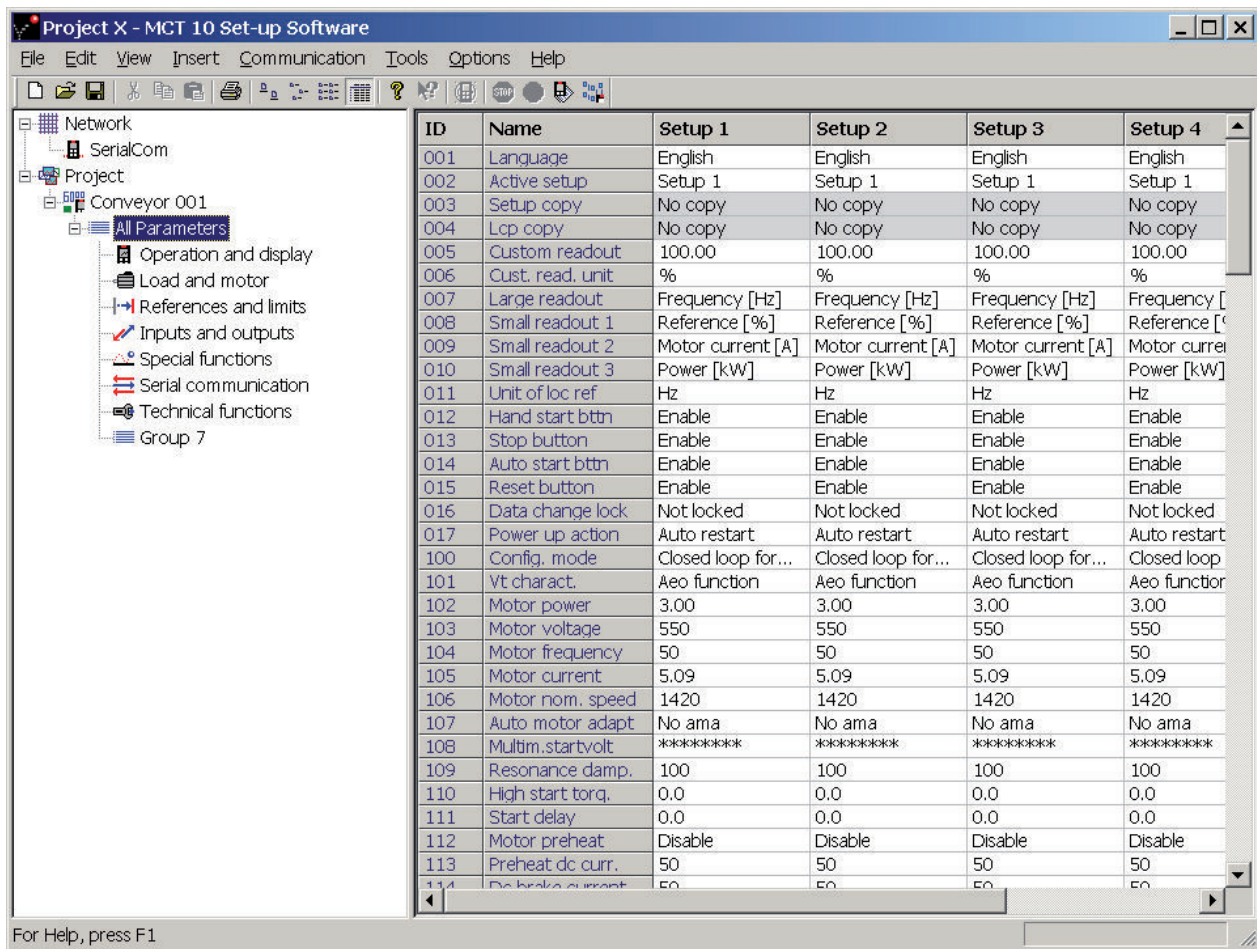 Project X - MCT 10 Set-up Software
File Edit View Insert Communication Tools Options Help
Network
SerialCom
Project
Conveyor 001
All Parameters
Operation and display
Load and motor
References and limits
Inputs and outputs
Special functions
Serial communication
Technical functions
Group 7
ID Name Setup 1 Setup 2 Setup 3 Setup 4
001 Language English English English English
002 Active setup Setup 1 Setup 1 Setup 1 Setup 1
003 Setup copy No copy No copy No copy No copy
004 Lcp copy No copy No copy No copy No copy
005 Custom readout 100.00 100.00 100.00 100.00
006 Cust. read. unit % % % %
007 Large readout Frequency [Hz] Frequency [Hz] Frequency [Hz] Frequency [
008 Small readout 1 Reference [%] Reference [%] Reference [%] Reference [
009 Small readout 2 Motor current [A] Motor current [A] Motor current [A] Motor currer
010 Small readout 3 Power [kW] Power [kW] Power [kW] Power [kW]
011 Unit of loc ref Hz Hz Hz Hz
012 Hand start bttn Enable Enable Enable Enable
013 Stop button Enable Enable Enable Enable
014 Auto start bttn Enable Enable Enable Enable
015 Reset button Enable Enable Enable Enable
016 Data change lock Not locked Not locked Not locked Not locked
017 Power up action Auto restart Auto restart Auto restart Auto restart
100 Config. mode Closed loop for... Closed loop for... Closed loop for... Closed loop
101 Vt charact. Aeo function Aeo function Aeo function Aeo function
102 Motor power 3.00 3.00 3.00 3.00
103 Motor voltage 550 550 550 550
104 Motor frequency 50 50 50 50
105 Motor current 5.09 5.09 5.09 5.09
106 Motor nom. speed 1420 1420 1420 1420
107 Auto motor adapt No ama No ama No ama No ama
108 Multim.startvolt ******** ******** ******** ********
109 Resonance damp. 100 100 100 100
110 High start torq. 0.0 0.0 0.0 0.0
111 Start delay 0.0 0.0 0.0 0.0
112 Motor preheat Disable Disable Disable Disable
113 Preheat dc curr. 50 50 50 50
114 Dc brake current 50 50 50 50
For Help, press F1